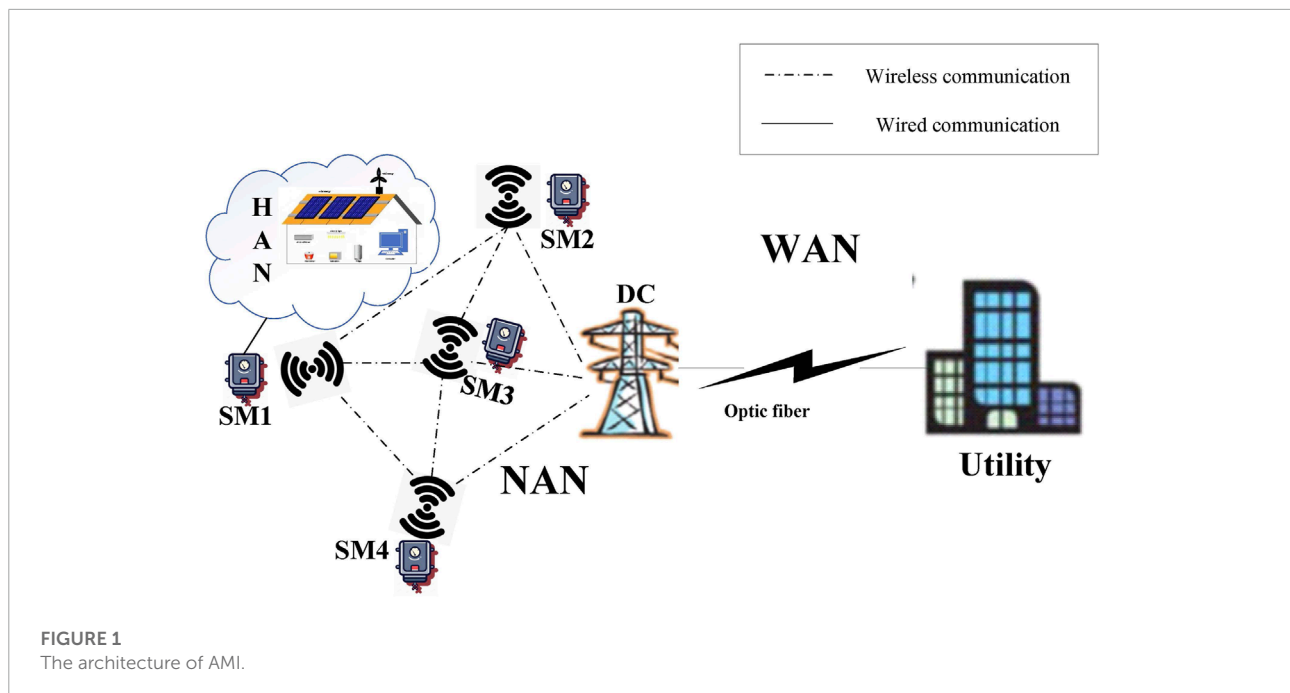 Wireless communication
Wired communication
H
A
N
SM2
WAN
DC
SM3
SM1
Optic fiber
NAN
Utility
SM4
FIGURE 1
The architecture of AMI.